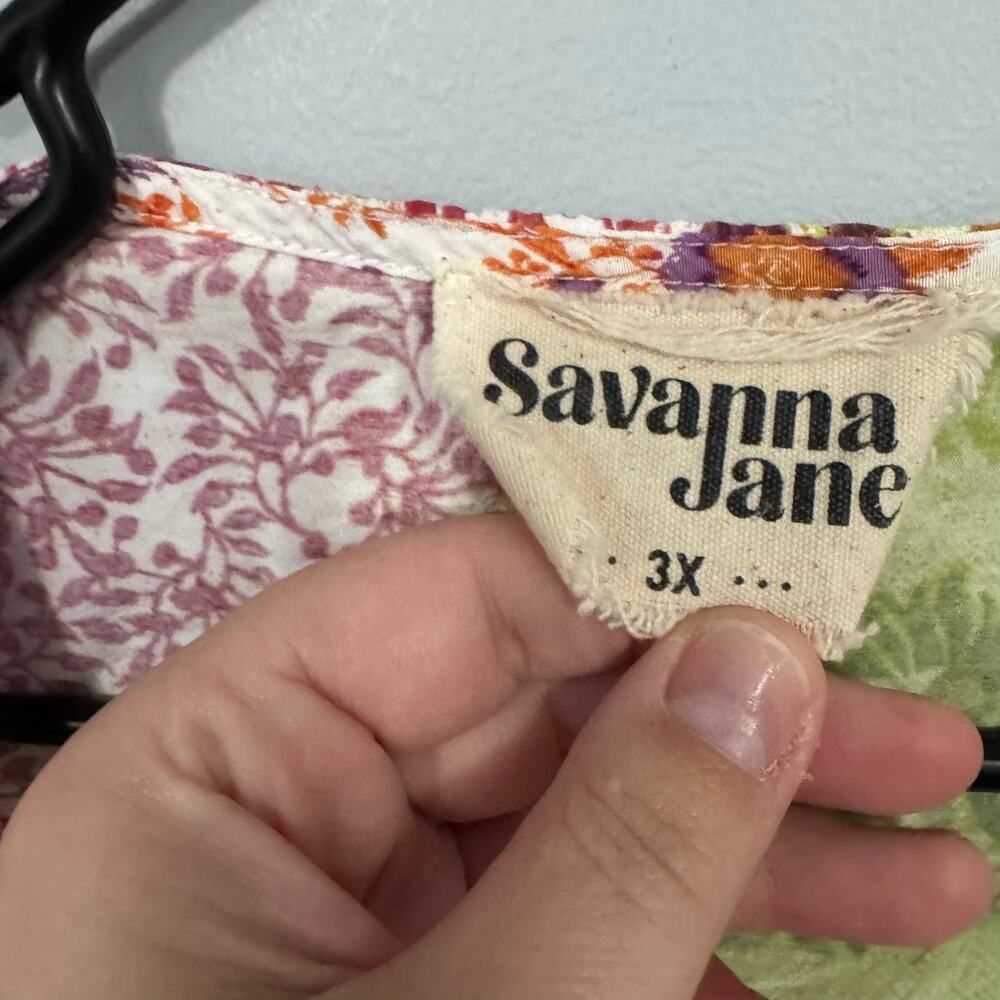 Savanna
Jane
· 3X ···